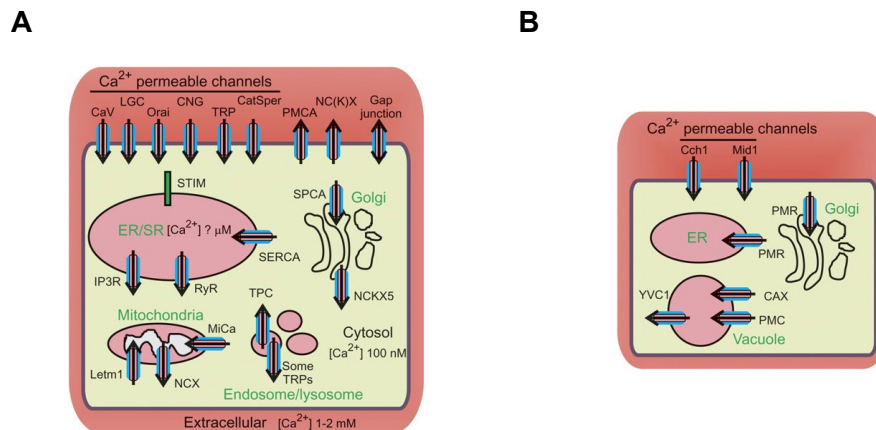 A
B
Ca²⁺ permeable channels
LGC
CNG
CatSper
NC(K)X
Gap
CaV
Orai
TRP
PMCA
junction
STIM
SPCA
Golgi
ER/SR [Ca²⁺] ? µM
SERCA
IP3R
RyR
NCKX5
TPC
Mitochondria
MiCa
Cytosol
[Ca²⁺] 100 nM
Letm1
NCX
Some
TRPs
Endosome/lysosome
Extracellular [Ca²⁺] 1-2 mM
Ca²⁺ permeable channels
Cch1
Mid1
PMR
Golgi
ER
PMR
YVC1
CAX
PMC
Vacuole